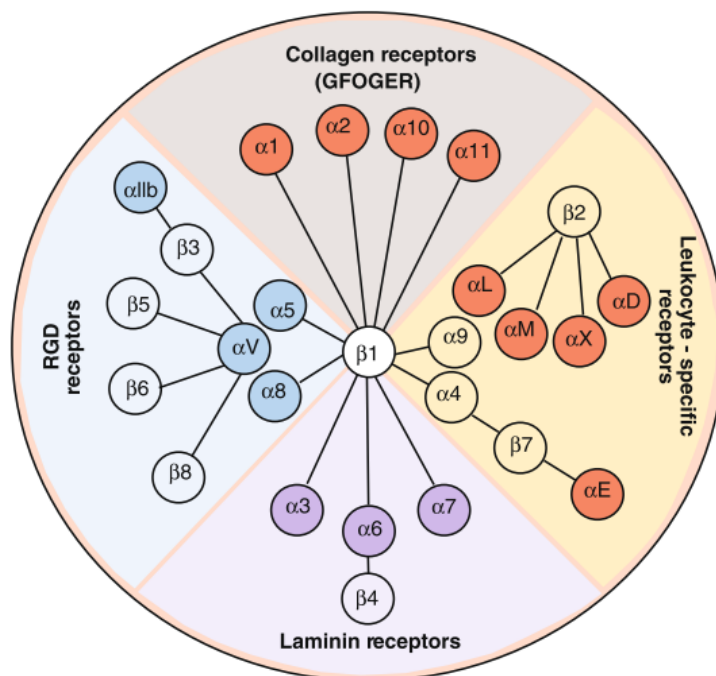 Collagen receptors
(GFOGER)
α1
α2
α10
α11
RGD
receptors
αIIb
β3
β5
αV
β6
β8
α5
α8
β1
Leukocyte - specific
receptors
β2
αL
αM
αX
αD
α9
α4
β7
αE
α3
α6
α7
β4
Laminin receptors